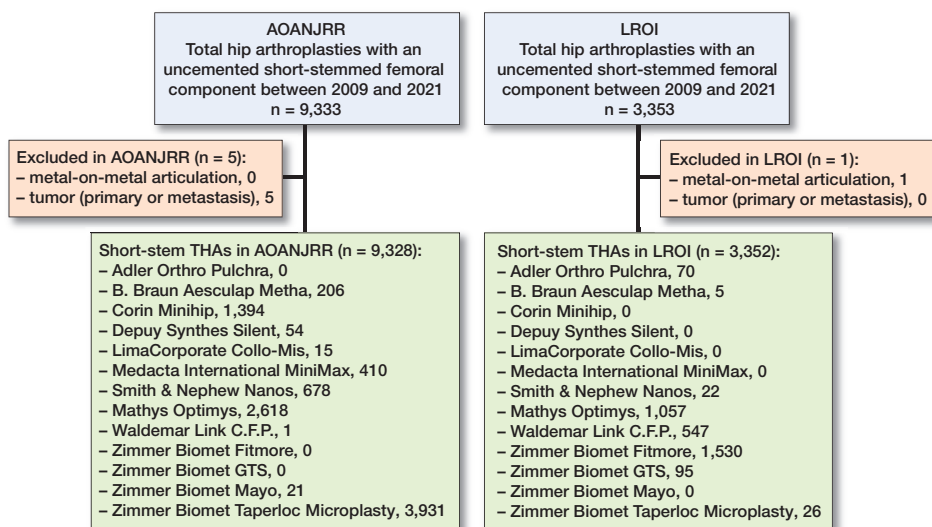 AOANJRR
Total hip arthroplasties with an
uncemented short-stemmed femoral
component between 2009 and 2021
n = 9,333
LROI
Total hip arthroplasties with an
uncemented short-stemmed femoral
component between 2009 and 2021
n = 3,353
Excluded in AOANJRR (n = 5):
– metal-on-metal articulation, 0
– tumor (primary or metastasis), 5
Excluded in LROI (n = 1):
– metal-on-metal articulation, 1
– tumor (primary or metastasis), 0
Short-stem THAs in AOANJRR (n = 9,328):
– Adler Orthro Pulchra, 0
– B. Braun Aesculap Metha, 206
– Corin Minihip, 1,394
– Depuy Synthes Silent, 54
– LimaCorporate Collo-Mis, 15
– Medacta International MiniMax, 410
– Smith & Nephew Nanos, 678
– Mathys Optimys, 2,618
– Waldemar Link C.F.P., 1
– Zimmer Biomet Fitmore, 0
– Zimmer Biomet GTS, 0
– Zimmer Biomet Mayo, 21
– Zimmer Biomet Taperloc Microplasty, 3,931
Short-stem THAs in LROI (n = 3,352):
– Adler Orthro Pulchra, 70
– B. Braun Aesculap Metha, 5
– Corin Minihip, 0
– Depuy Synthes Silent, 0
– LimaCorporate Collo-Mis, 0
– Medacta International MiniMax, 0
– Smith & Nephew Nanos, 22
– Mathys Optimys, 1,057
– Waldemar Link C.F.P., 547
– Zimmer Biomet Fitmore, 1,530
– Zimmer Biomet GTS, 95
– Zimmer Biomet Mayo, 0
– Zimmer Biomet Taperloc Microplasty, 26